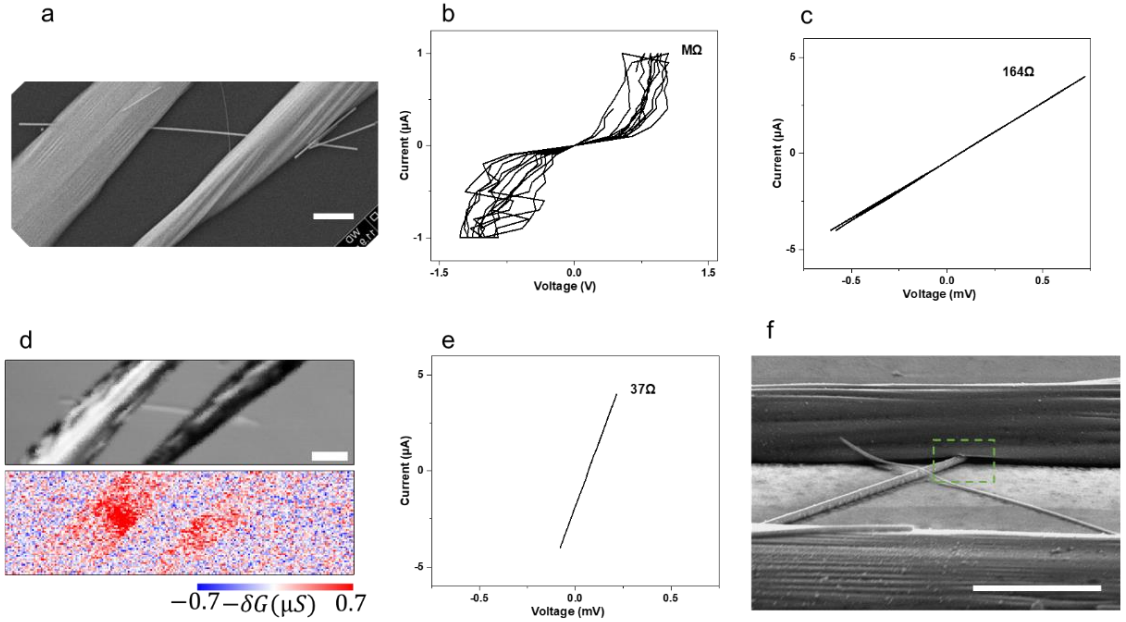 a
b
c
MΩ
164Ω
Current (µA)
1
0
-1
-1.5
0.0
1.5
Voltage (V)
Current (µA)
5
0
-5
-0.5
0.0
0.5
Voltage (mV)
d
e
f
37Ω
Current (µA)
5
0
-5
-0.5
0.0
0.5
Voltage (mV)
−0.7 −δG(µS) 0.7